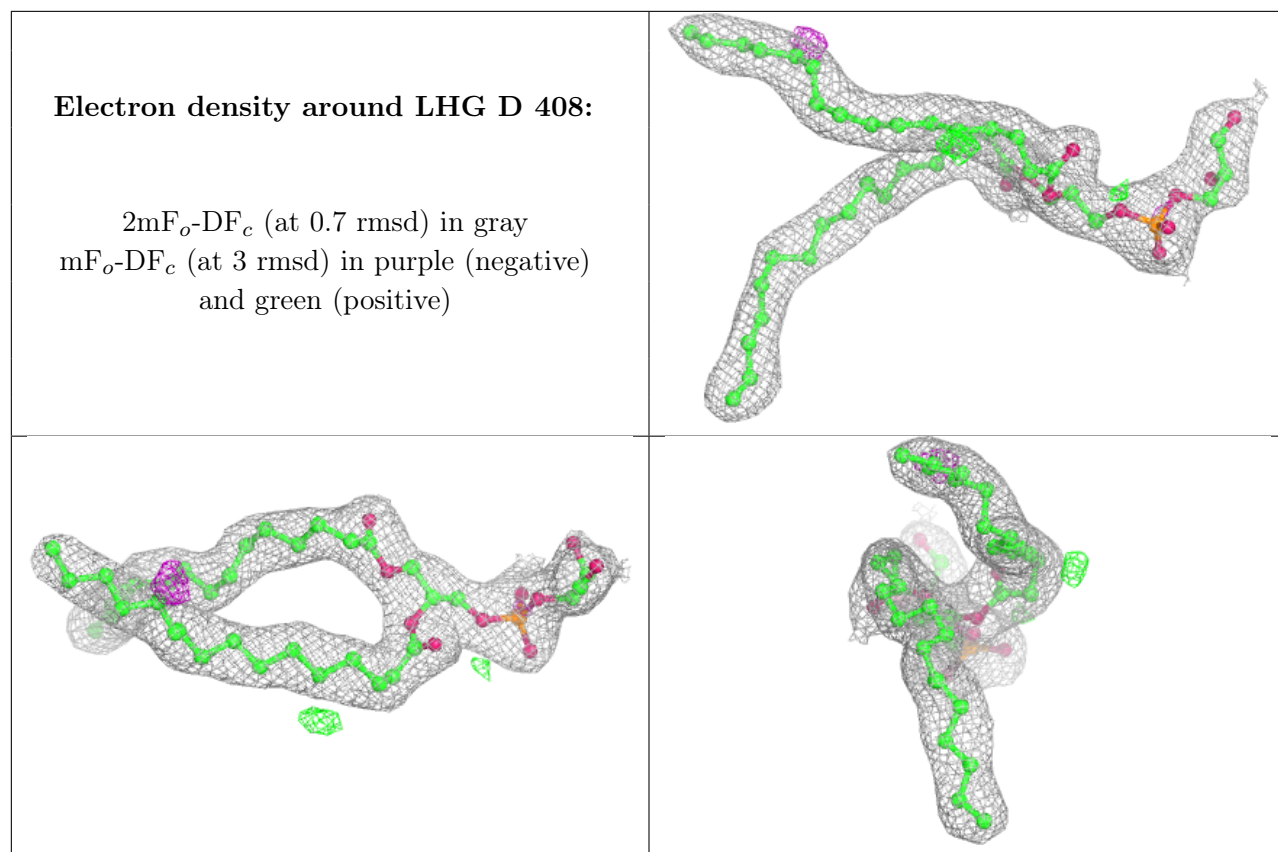 Electron density around LHG D 408:
2mFo-DFc (at 0.7 rmsd) in gray
mFo-DFc (at 3 rmsd) in purple (negative)
and green (positive)